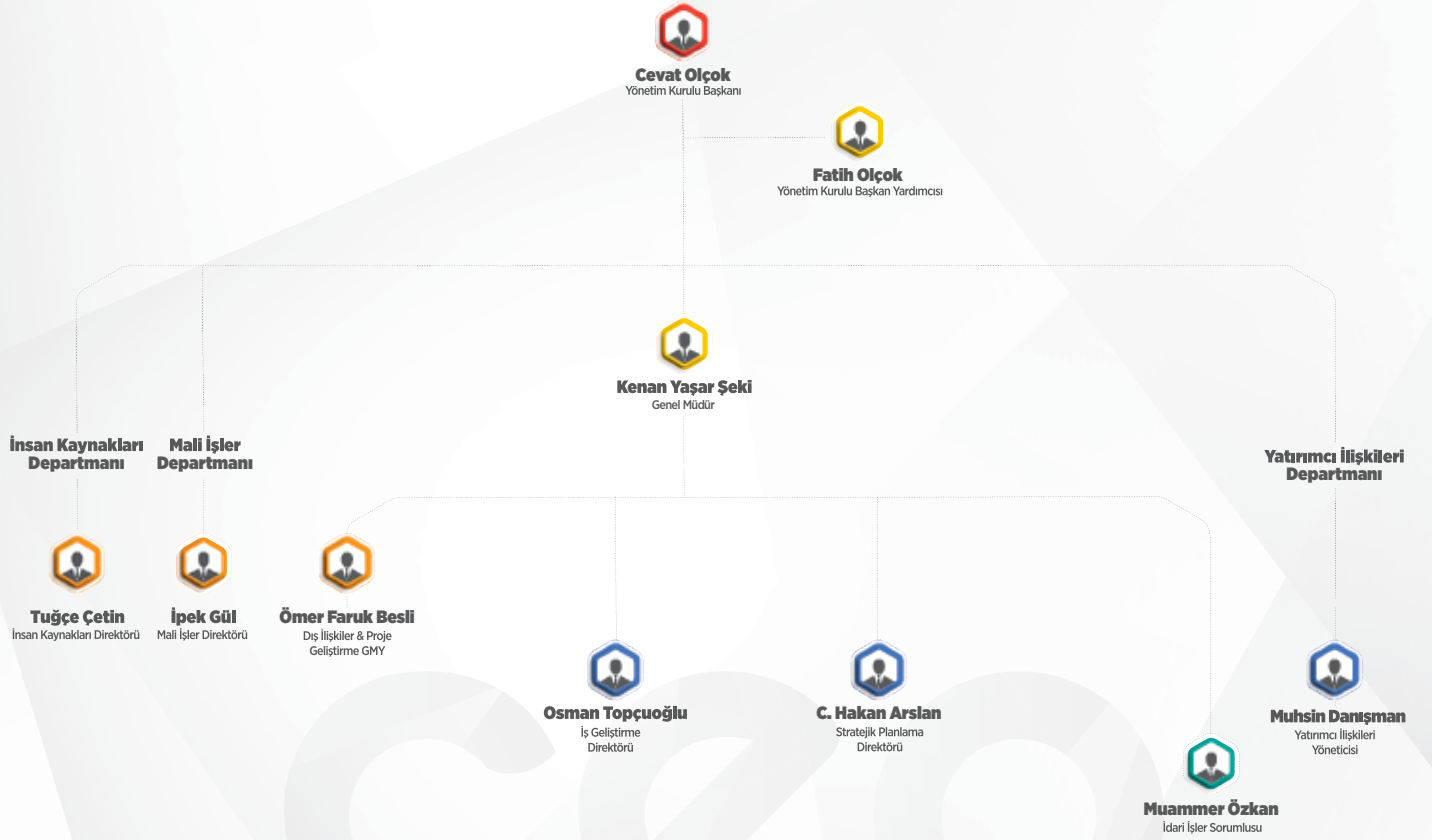 Cevat Olçok
Yönetim Kurulu Başkanı
Fatih Olçok
Yönetim Kurulu Başkan Yardımcısı
Kenan Yaşar Şeki
Genel Müdür
İnsan Kaynakları
Departmanı
Mali İşler
Departmanı
Yatırımcı İlişkileri
Departmanı
Tuğçe Çetin
İnsan Kaynakları Direktörü
İpek Gül
Mali İşler Direktörü
Ömer Faruk Besli
Dış İlişkiler & Proje
Geliştirme GMY
Osman Topçuoğlu
İş Geliştirme
Direktörü
C. Hakan Arslan
Stratejik Planlama
Direktörü
Muhsin Danışman
Yatırımcı İlişkileri
Yöneticisi
Muammer Özkan
İdari İşler Sorumlusu